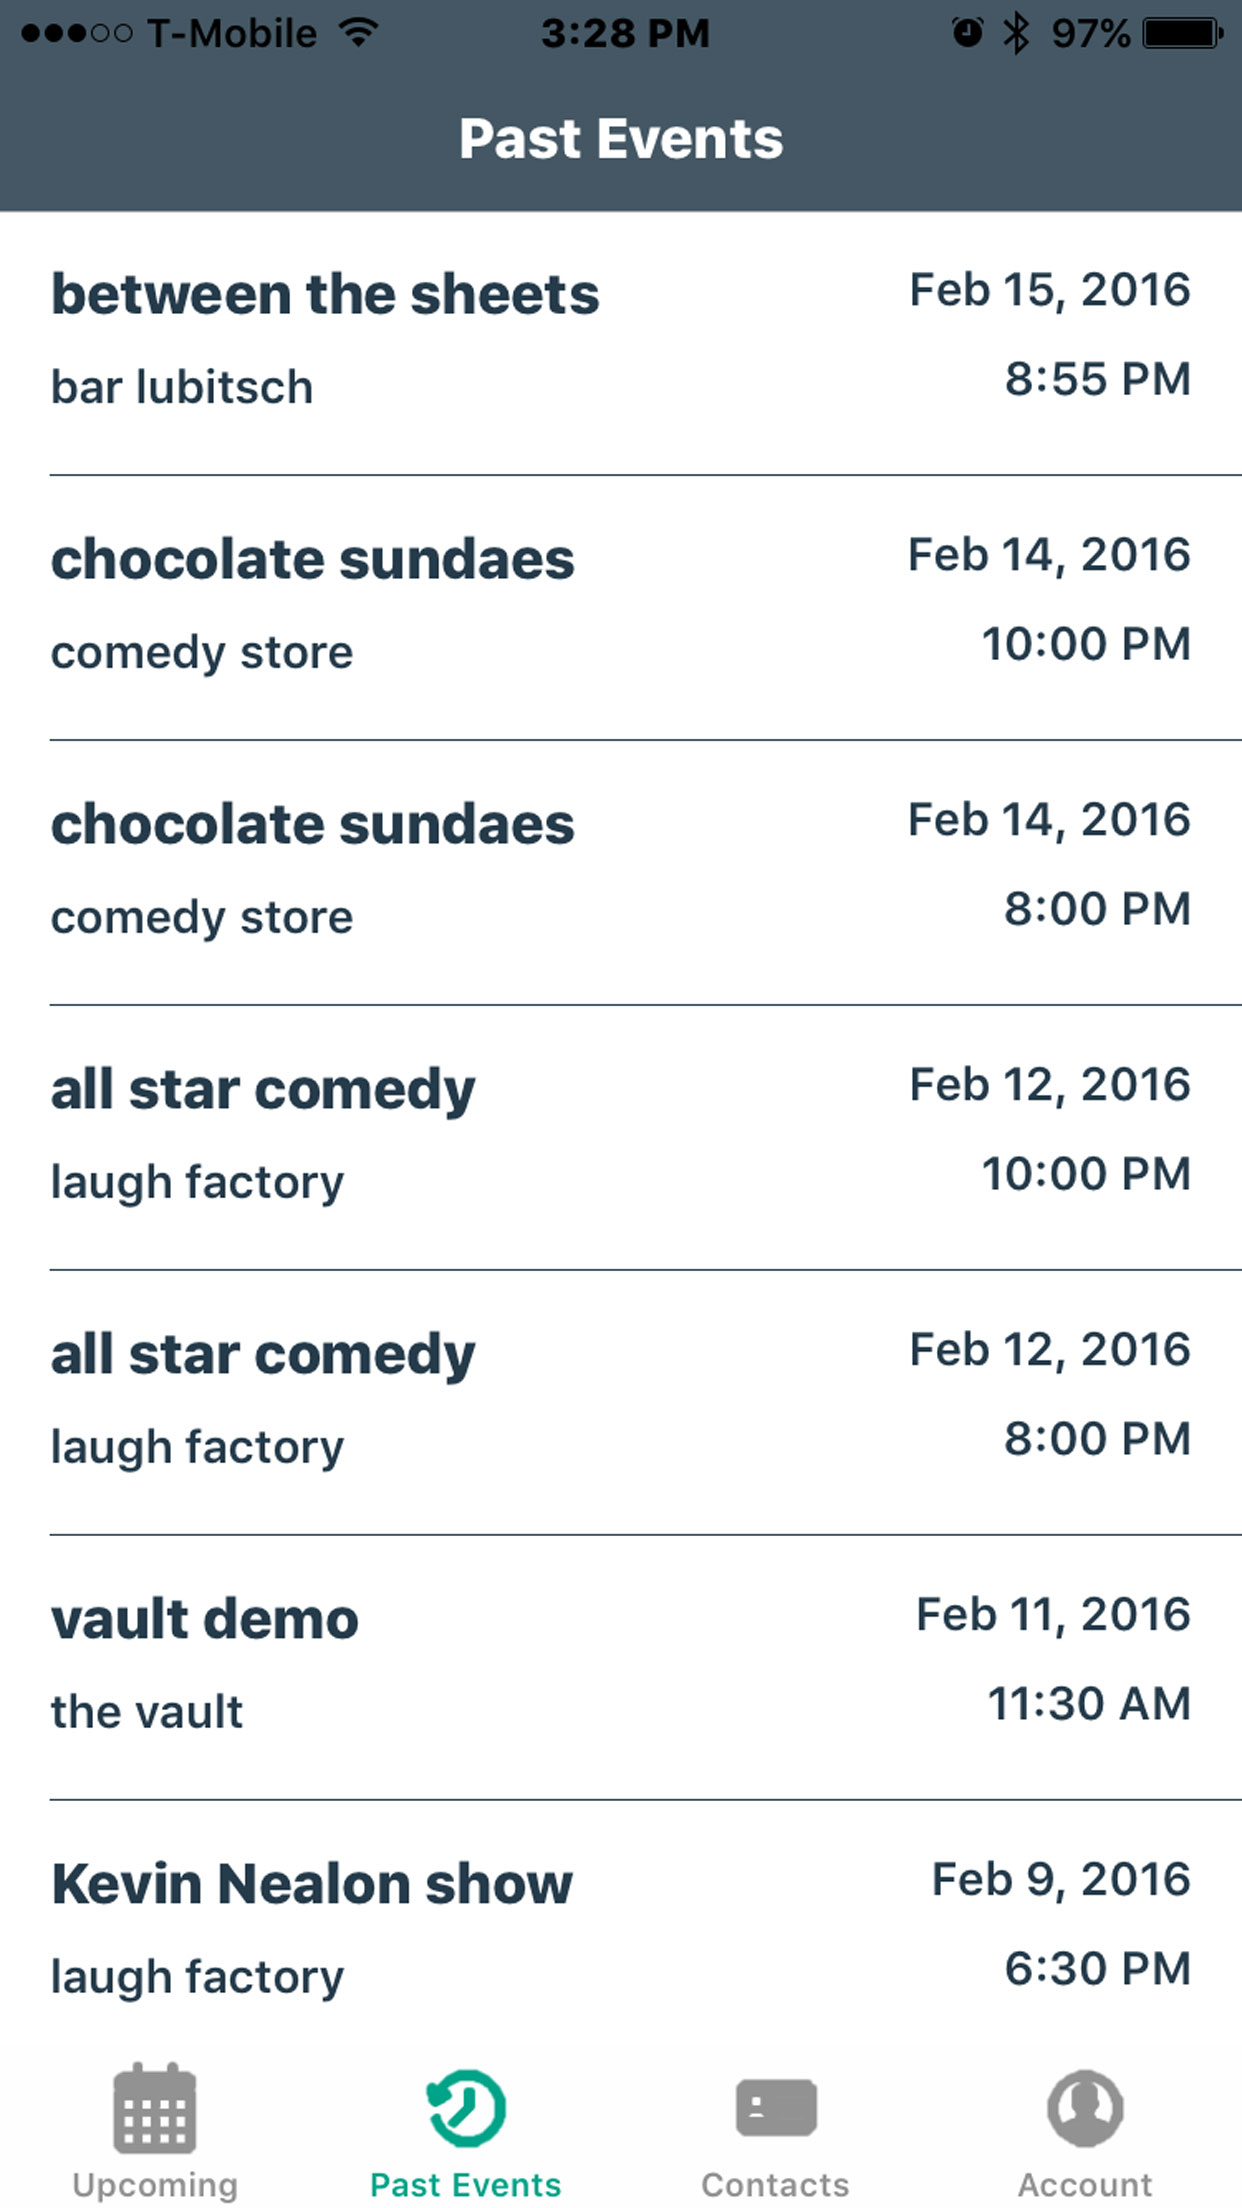 T-Mobile 3:28 PM 97%
Past Events
between the sheets Feb 15, 2016
bar lubitsch 8:55 PM
chocolate sundaes Feb 14, 2016
comedy store 10:00 PM
chocolate sundaes Feb 14, 2016
comedy store 8:00 PM
all star comedy Feb 12, 2016
laugh factory 10:00 PM
all star comedy Feb 12, 2016
laugh factory 8:00 PM
vault demo Feb 11, 2016
the vault 11:30 AM
Kevin Nealon show Feb 9, 2016
laugh factory 6:30 PM
Upcoming Past Events Contacts Account